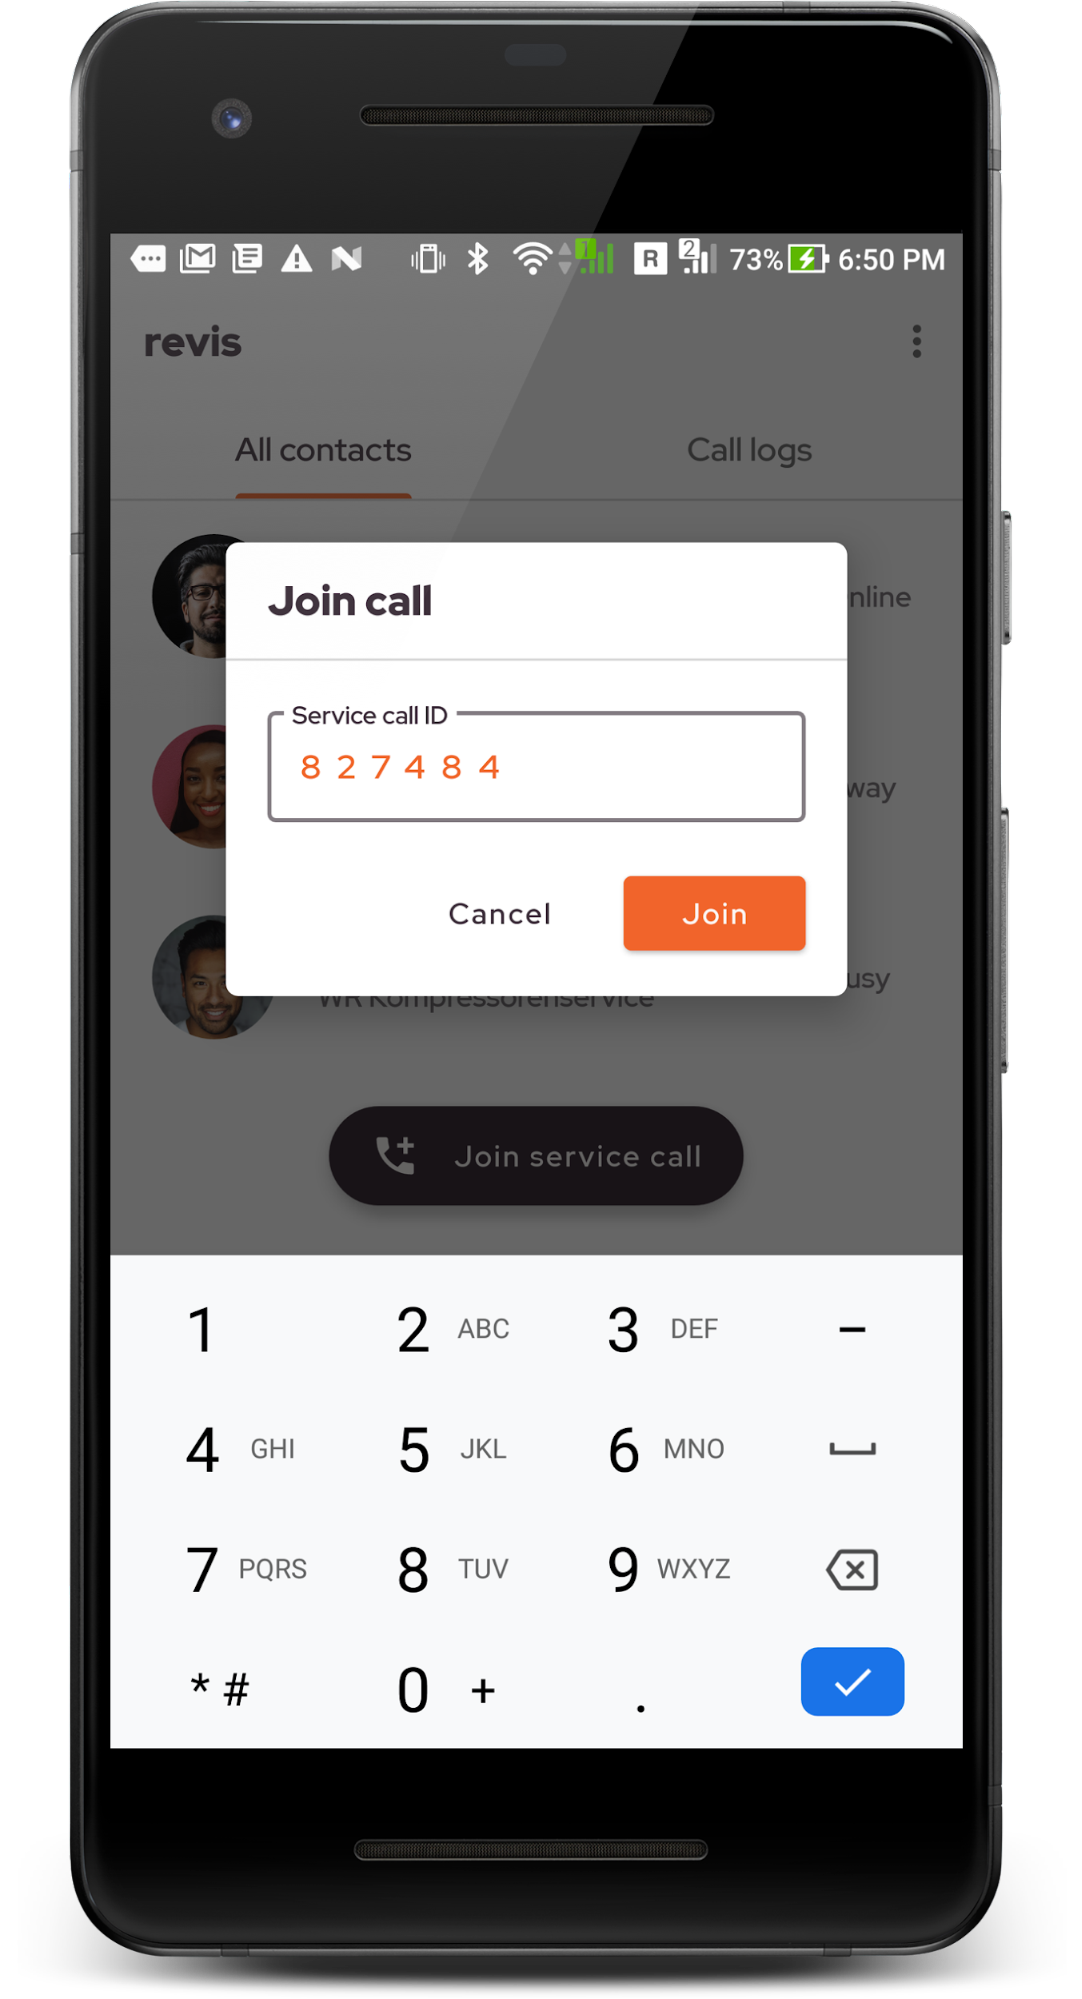 1 R 2 73% 6:50 PM
revis
All contacts Call logs
nline
Join call
Service call ID
8 2 7 4 8 4
way
Cancel Join
usy
WR Kompressorenservice
Join service call
1 2 ABC 3 DEF –
4 GHI 5 JKL 6 MNO
7 PQRS 8 TUV 9 WXYZ
* # 0 + .